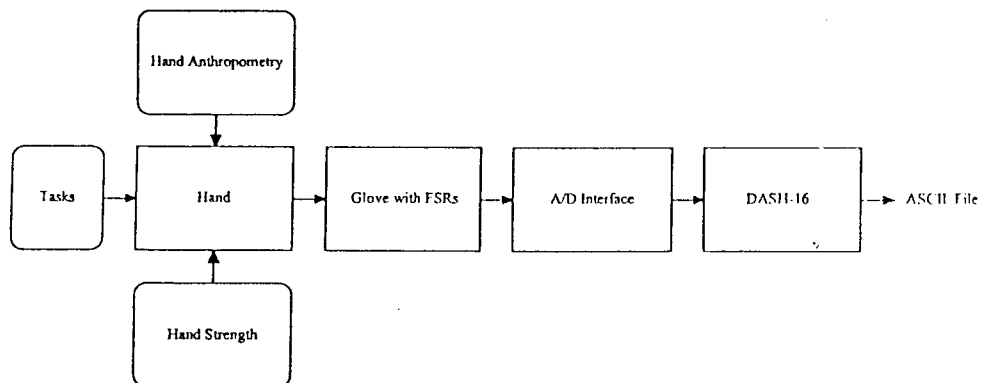 Hand Anthropometry
Tasks
Hand
Glove with FSRs
A/D Interface
DASH-16
ASCII File
Hand Strength